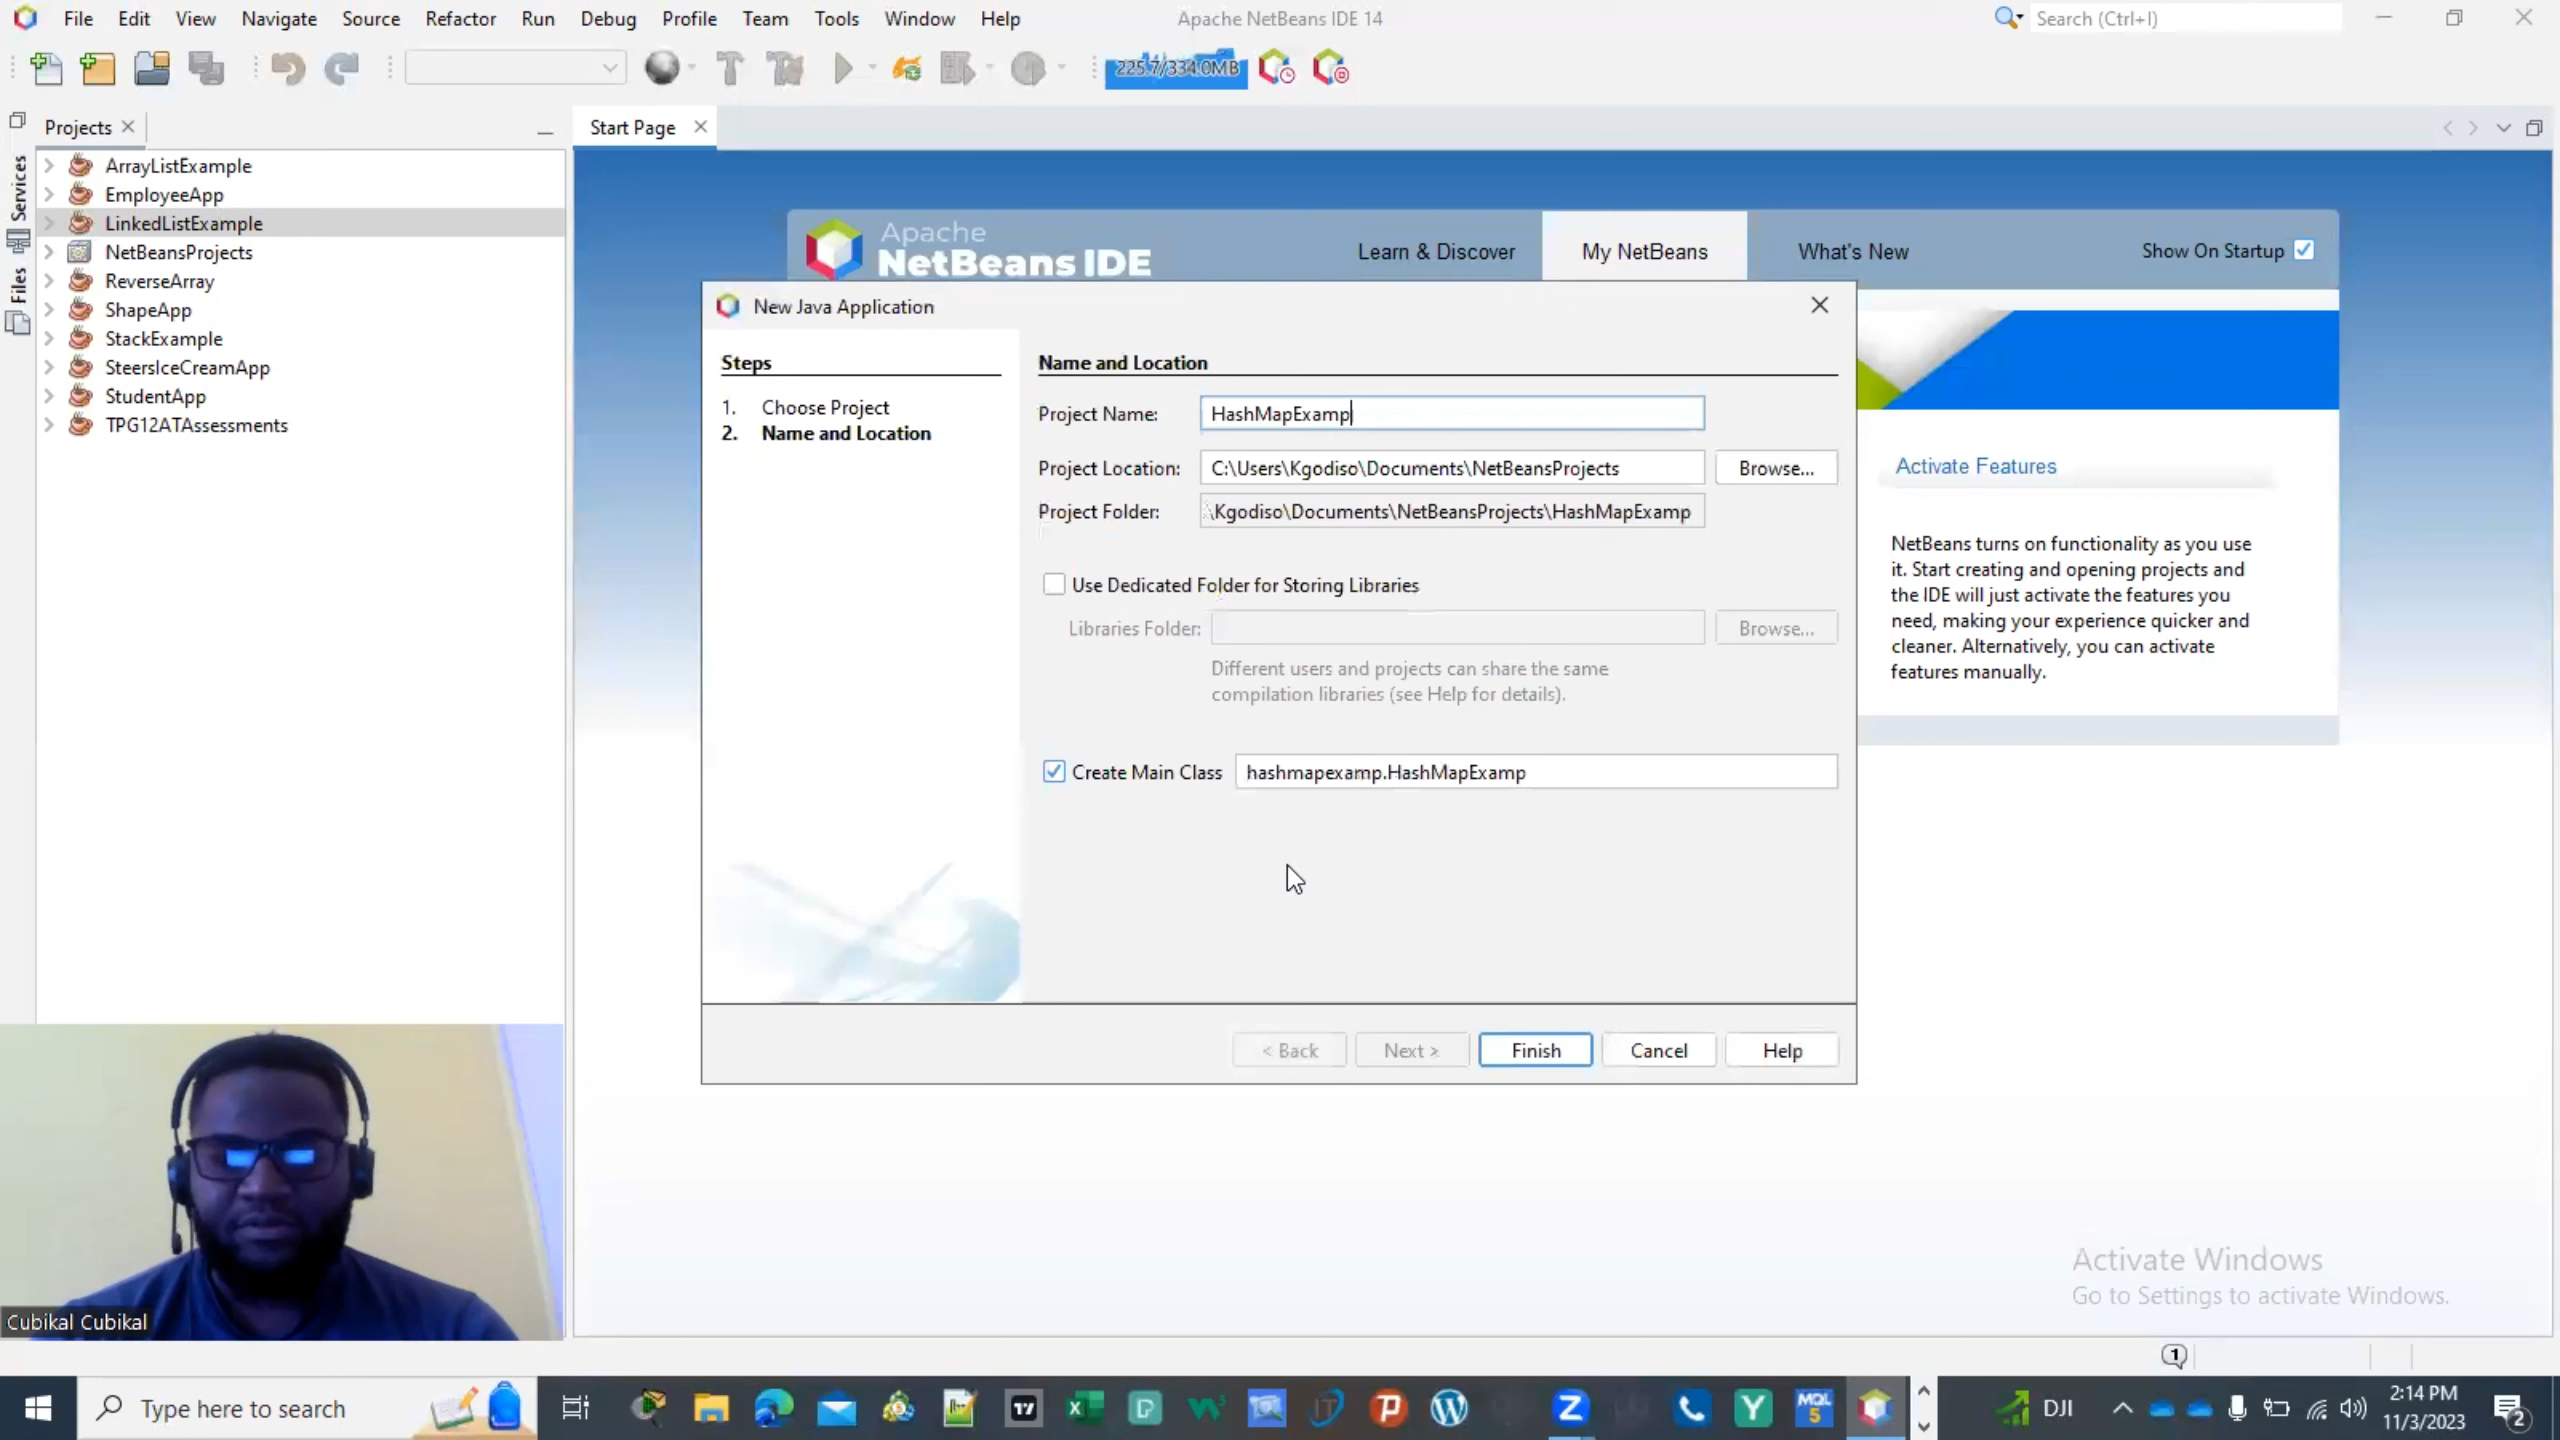 File Edit View Navigate Source Refactor Run Debug Profile Team Tools Window Help
Apache NetBeans IDE 14
Search (Ctrl+I)
225.7/334.0MB
Projects
Start Page
Services
Files
ArrayListExample
EmployeeApp
LinkedListExample
NetBeansProjects
ReverseArray
ShapeApp
StackExample
SteersIceCreamApp
StudentApp
TPG12ATAssessments
Apache
NetBeans IDE
Learn & Discover
My NetBeans
What's New
Show On Startup
New Java Application
Steps
1. Choose Project
2. Name and Location
Name and Location
Project Name: HashMapExamp
Project Location: C:\Users\Kgodiso\Documents\NetBeansProjects Browse...
Project Folder: \Kgodiso\Documents\NetBeansProjects\HashMapExamp
Use Dedicated Folder for Storing Libraries
Libraries Folder: Browse...
Different users and projects can share the same
compilation libraries (see Help for details).
Create Main Class hashmapexamp.HashMapExamp
< Back Next > Finish Cancel Help
Activate Features
NetBeans turns on functionality as you use
it. Start creating and opening projects and
the IDE will just activate the features you
need, making your experience quicker and
cleaner. Alternatively, you can activate
features manually.
Activate Windows
Go to Settings to activate Windows.
Cubikal Cubikal
1
Type here to search
DJI
2:14 PM
11/3/2023
2